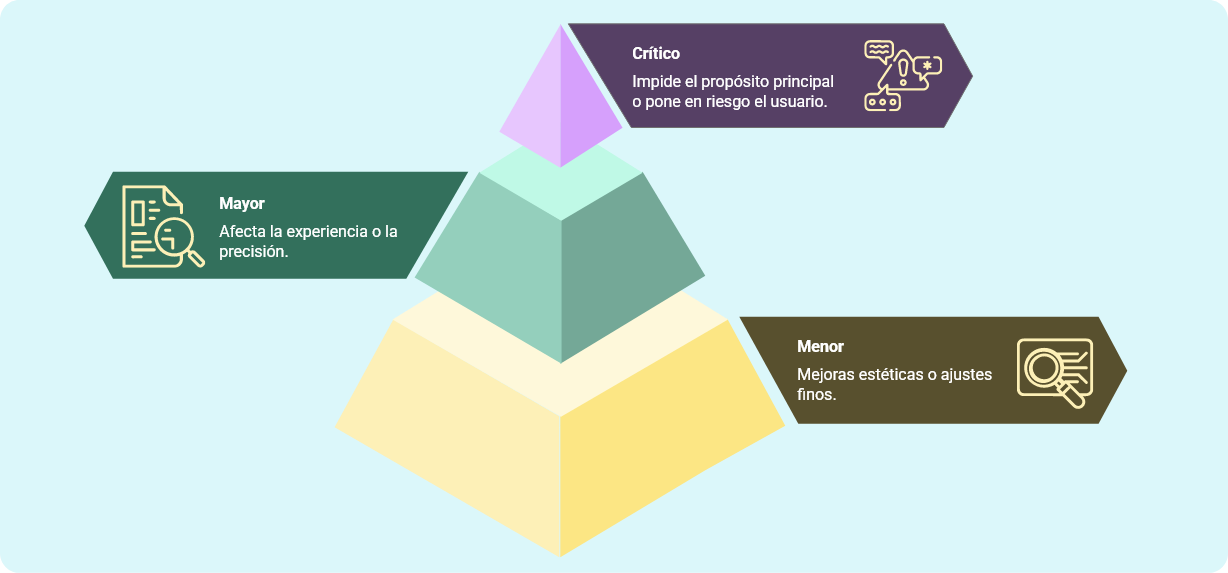 Crítico
Impide el propósito principal
o pone en riesgo el usuario.
Mayor
Afecta la experiencia o la
precisión.
Menor
Mejoras estéticas o ajustes
finos.